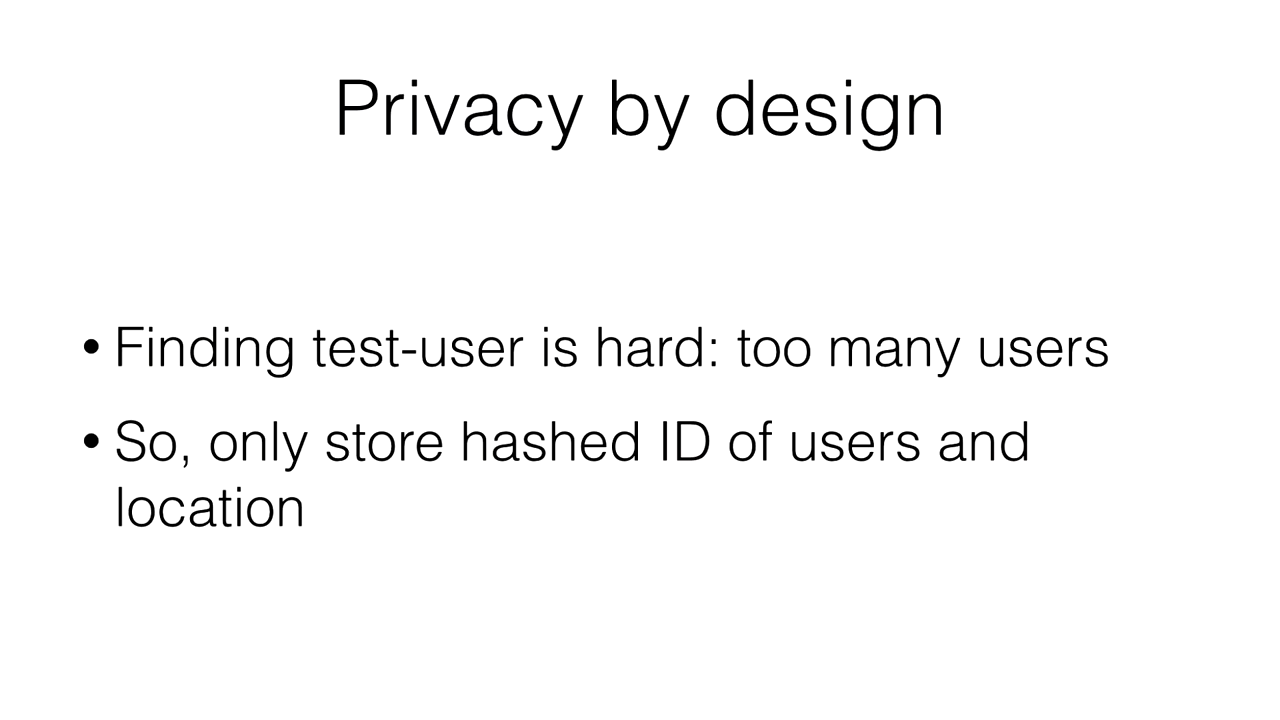 Privacy by design
• Finding test-user is hard: too many users
• So, only store hashed ID of users and
location